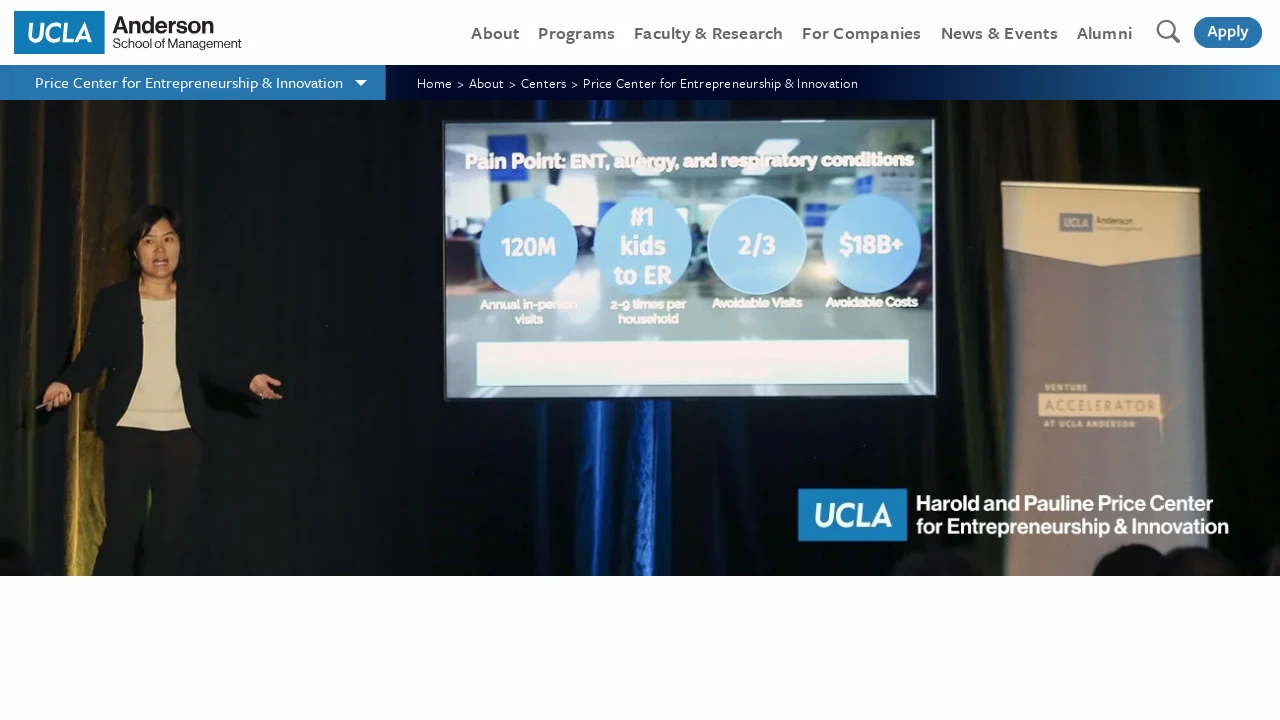 UCLA Anderson
School of Management
About Programs Faculty & Research For Companies News & Events Alumni Apply
Price Center for Entrepreneurship & Innovation
Home > About > Centers > Price Center for Entrepreneurship & Innovation
Pain Point: ENT, allergy, and respiratory conditions
120M
Annual in-person
visits
#1
kids
to ER
2-9 times per
household
2/3
Avoidable Visits
$18B+
Avoidable Costs
UCLA Anderson
VENTURE
ACCELERATOR
AT UCLA ANDERSON
UCLA Harold and Pauline Price Center
for Entrepreneurship & Innovation